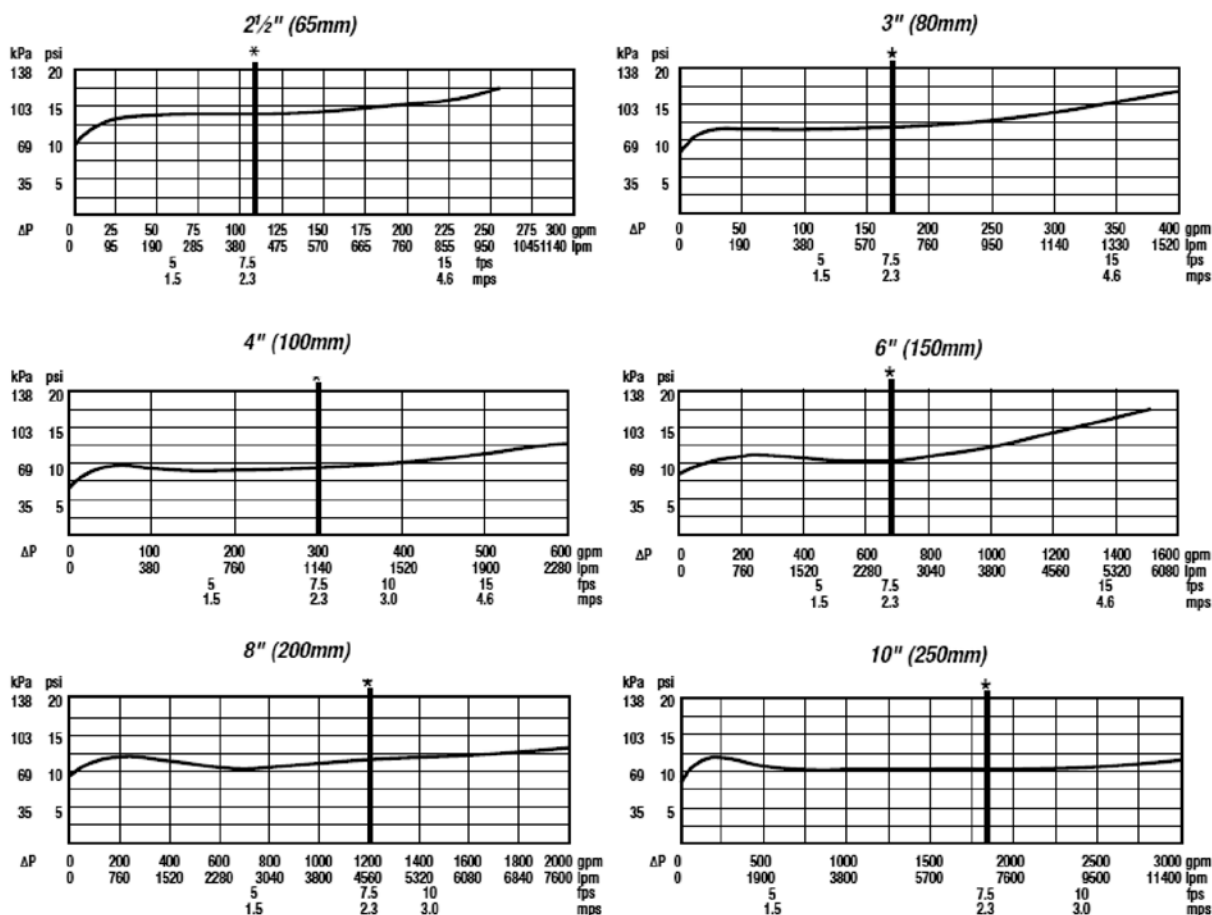 2½" (65mm)
*
kPa psi
138 20
103 15
69 10
35 5
ΔP 0 25 50 75 100 125 150 175 200 225 250 275 300 gpm
0 95 190 285 380 475 570 665 760 855 950 1045 1140 lpm
5 7.5 15 fps
1.5 2.3 4.6 mps
3" (80mm)
*
kPa psi
138 20
103 15
69 10
35 5
ΔP 0 50 100 150 200 250 300 350 400 gpm
0 190 380 570 760 950 1140 1330 1520 lpm
5 7.5 15 fps
1.5 2.3 4.6 mps
4" (100mm)
kPa psi
138 20
103 15
69 10
35 5
ΔP 0 100 200 300 400 500 600 gpm
0 380 760 1140 1520 1900 2280 lpm
5 7.5 10 15 fps
1.5 2.3 3.0 4.6 mps
6" (150mm)
*
kPa psi
138 20
103 15
69 10
35 5
ΔP 0 200 400 600 800 1000 1200 1400 1600 gpm
0 760 1520 2280 3040 3800 4560 5320 6080 lpm
5 7.5 15 fps
1.5 2.3 4.6 mps
8" (200mm)
*
kPa psi
138 20
103 15
69 10
35 5
ΔP 0 200 400 600 800 1000 1200 1400 1600 1800 2000 gpm
0 760 1520 2280 3040 3800 4560 5320 6080 6840 7600 lpm
5 7.5 10 fps
1.5 2.3 3.0 mps
10" (250mm)
*
kPa psi
138 20
103 15
69 10
35 5
ΔP 0 500 1000 1500 2000 2500 3000 gpm
0 1900 3800 5700 7600 9500 11400 lpm
5 7.5 10 fps
1.5 2.3 3.0 mps